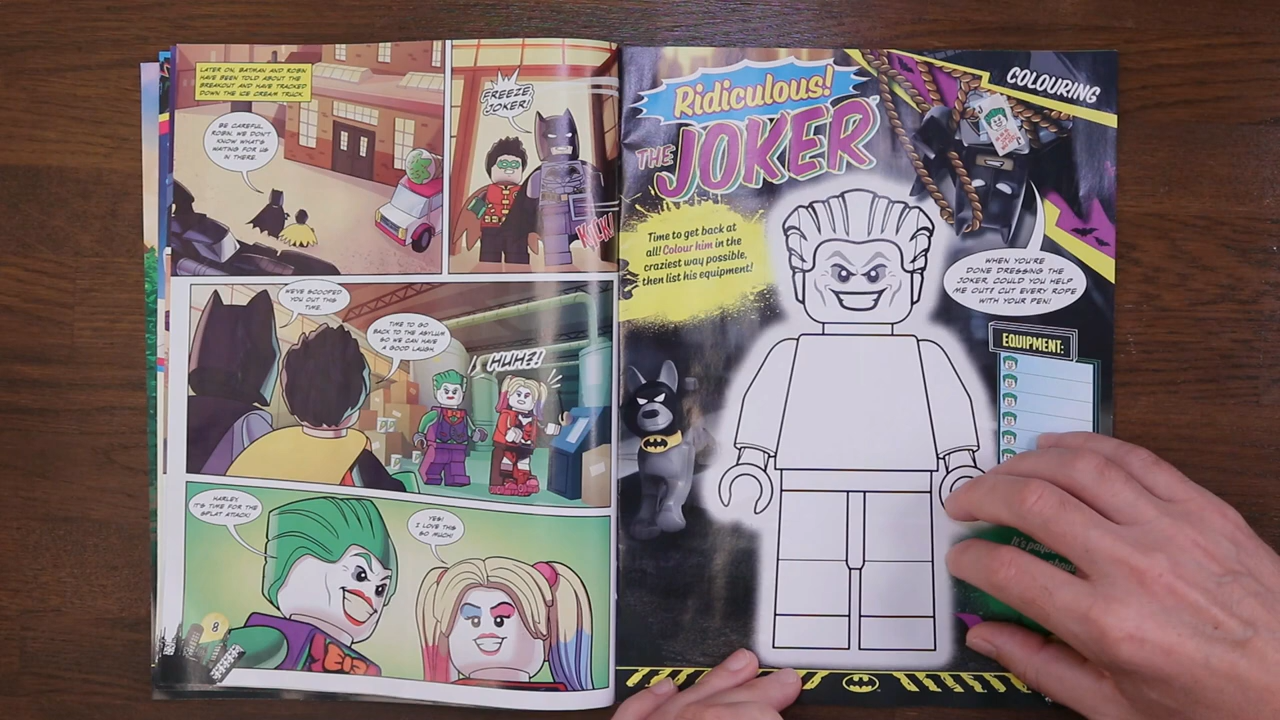 LATER ON, BATMAN AND ROBIN
HAVE BEEN TOLD ABOUT THE
BREAKOUT AND HAVE TRACKED
DOWN THE ICE CREAM TRUCK.
BE CAREFUL,
ROBIN. WE DON'T
KNOW WHAT'S
WAITING FOR US
IN THERE.
FREEZE,
JOKER!
KICK!
WE'VE SCOOPED
YOU OUT THIS
TIME.
TIME TO GO
BACK TO THE ASYLUM
SO WE CAN HAVE
A GOOD LAUGH.
HUH?!
HARLEY,
IT'S TIME FOR THE
SPLAT ATTACK!
YES!
I LOVE THIS
SO MUCH!
8
COLOURING
Ridiculous!
THE JOKER
Time to get back at
all! Colour him in the
craziest way possible,
then list his equipment!
WHEN YOU'RE
DONE DRESSING THE
JOKER, COULD YOU HELP
ME OUT? CUT EVERY ROPE
WITH YOUR PEN!
EQUIPMENT:
It's